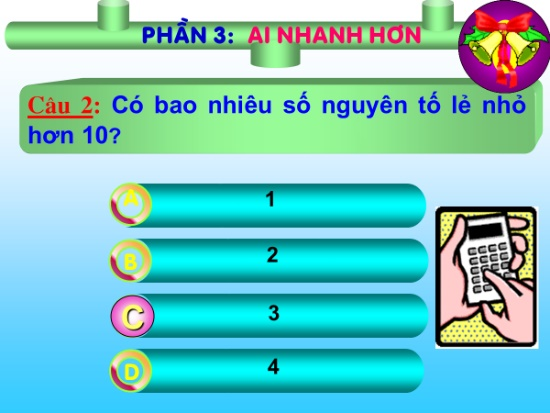 PHẦN 3: AI NHANH HƠN
Câu 2: Có bao nhiêu số nguyên tố lẻ nhỏ
hơn 10?
A 1
B 2
C 3
D 4